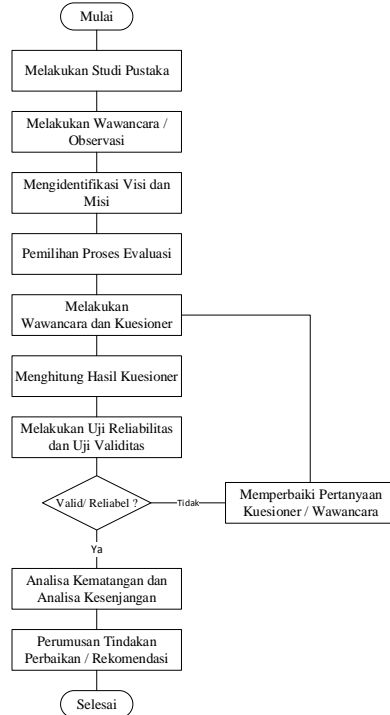 Mulai
Melakukan Studi Pustaka
Melakukan Wawancara /
Observasi
Mengidentifikasi Visi dan
Misi
Pemilihan Proses Evaluasi
Melakukan
Wawancara dan Kuesioner
Menghitung Hasil Kuesioner
Melakukan Uji Reliabilitas
dan Uji Validitas
Valid/ Reliabel ?
Tidak
Memperbaiki Pertanyaan
Kuesioner / Wawancara
Ya
Analisa Kematangan dan
Analisa Kesenjangan
Perumusan Tindakan
Perbaikan / Rekomendasi
Selesai